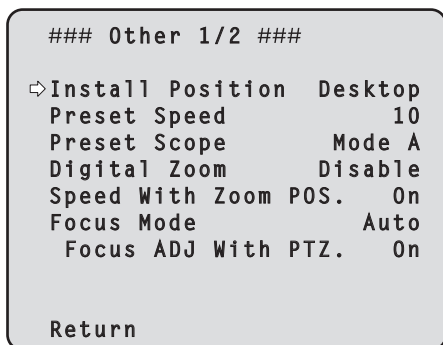 ### Other 1/2 ###
⇨Install Position Desktop
Preset Speed 10
Preset Scope Mode A
Digital Zoom Disable
Speed With Zoom POS. On
Focus Mode Auto
Focus ADJ With PTZ. On
Return